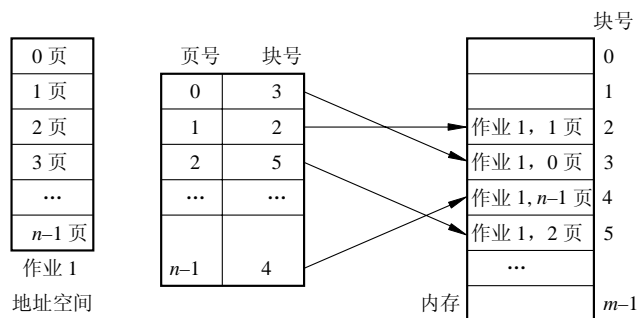 0 页
1 页
2 页
3 页
…
n–1 页
作业 1
地址空间
页号 块号
0 3
1 2
2 5
… …
n–1 4
块号
0
1
作业 1，1 页 2
作业 1，0 页 3
作业 1, n–1 页 4
作业 1，2 页 5
…
内存 m–1